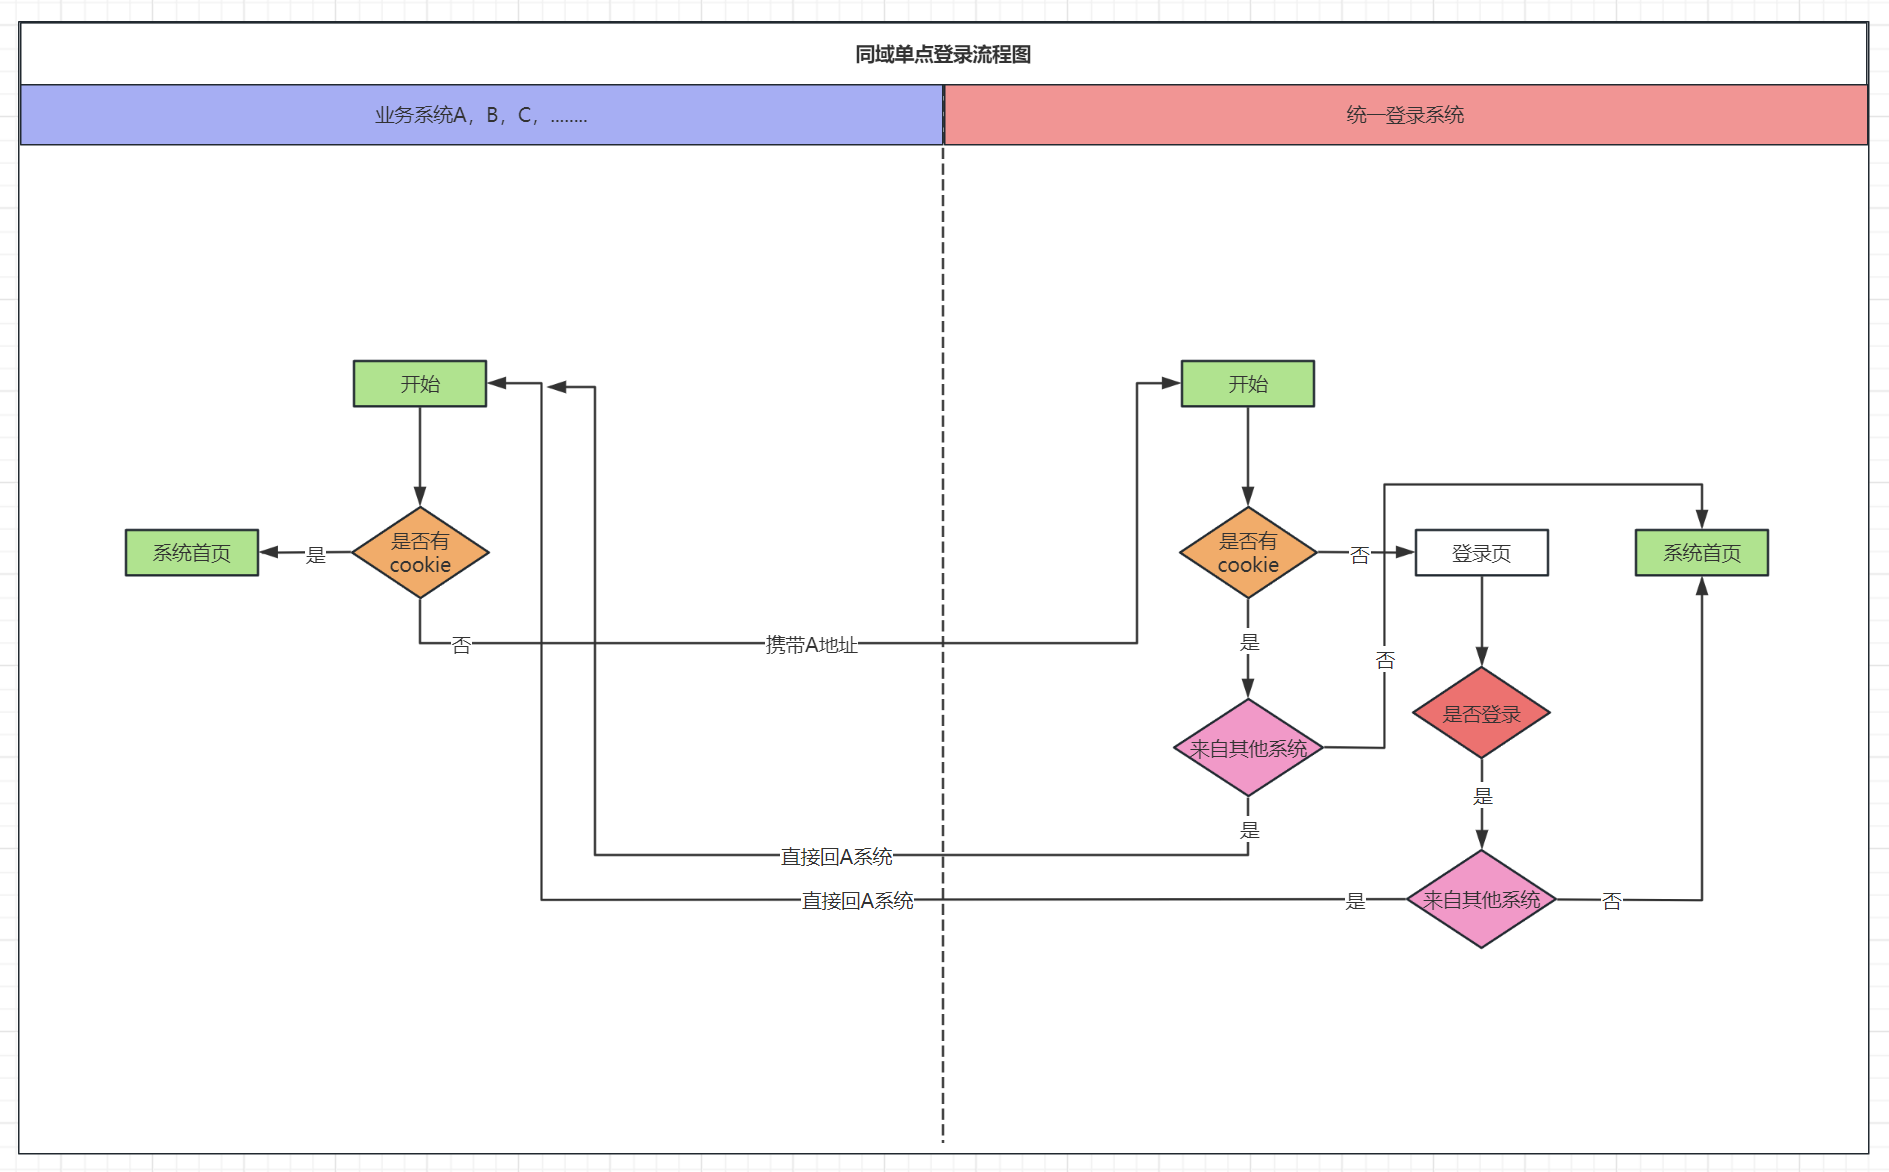 同域单点登录流程图
业务系统A，B，C，........
统一登录系统
开始
开始
系统首页
是
是否有
cookie
是否有
cookie
否
登录页
系统首页
否
携带A地址
是
否
是否登录
来自其他系统
是
是
直接回A系统
直接回A系统
是
来自其他系统
否